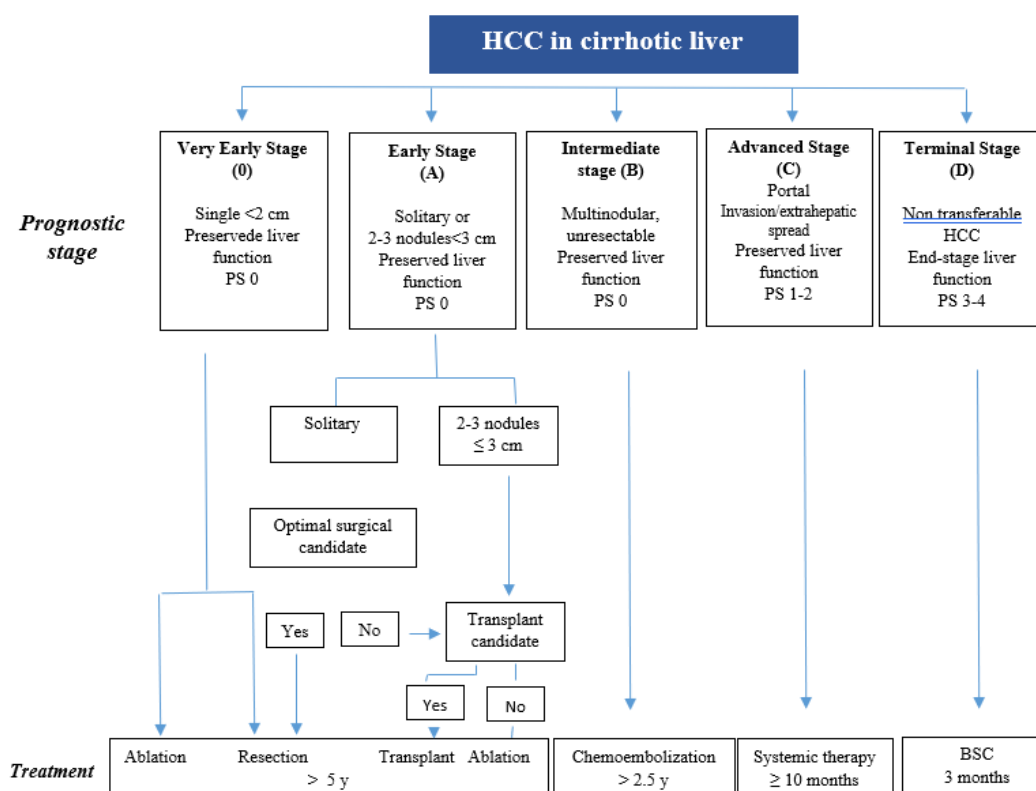 HCC in cirrhotic liver
Prognostic
stage
Very Early Stage
(0)
Single <2 cm
Preservede liver
function
PS 0
Early Stage
(A)
Solitary or
2-3 nodules<3 cm
Preserved liver
function
PS 0
Intermediate
stage (B)
Multinodular,
unresectable
Preserved liver
function
PS 0
Advanced Stage
(C)
Portal
Invasion/extrahepatic
spread
Preserved liver
function
PS 1-2
Terminal Stage
(D)
Non transferable
HCC
End-stage liver
function
PS 3-4
Solitary
2-3 nodules
≤ 3 cm
Optimal surgical
candidate
Yes
No
Transplant
candidate
Yes
No
Treatment
Ablation
Resection
Transplant
Ablation
> 5 y
Chemoembolization
> 2.5 y
Systemic therapy
≥ 10 months
BSC
3 months